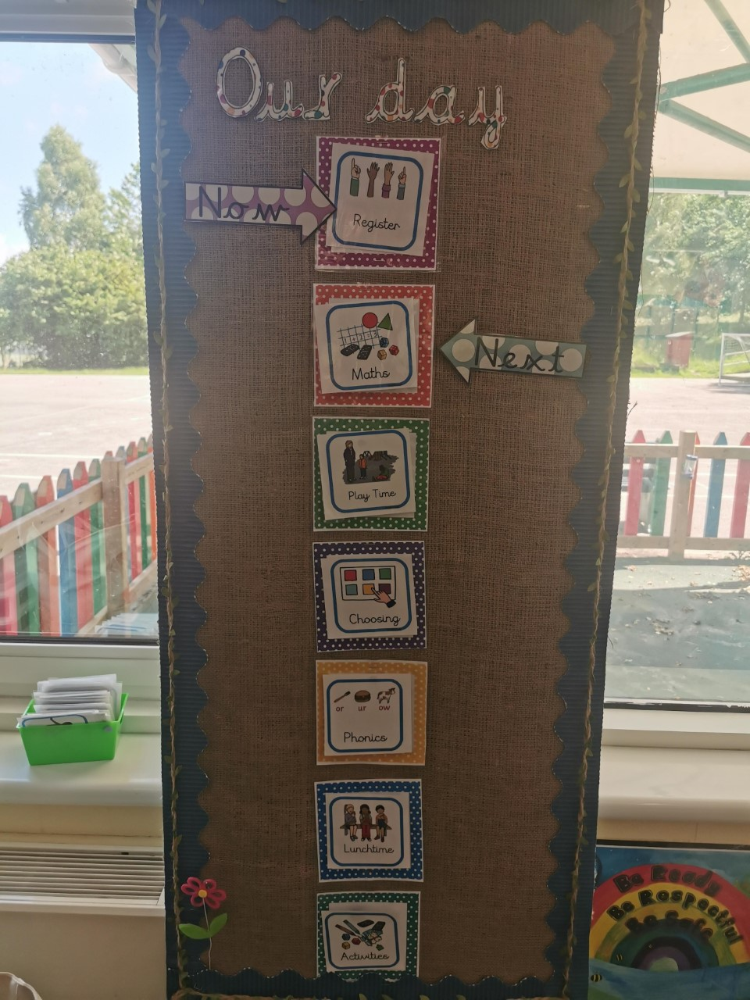 Our day
Now
Register
Maths
Next
Play Time
Choosing
or ur ow
Phonics
Lunchtime
Activities
Be Ready
Be Respectful
Be Safe